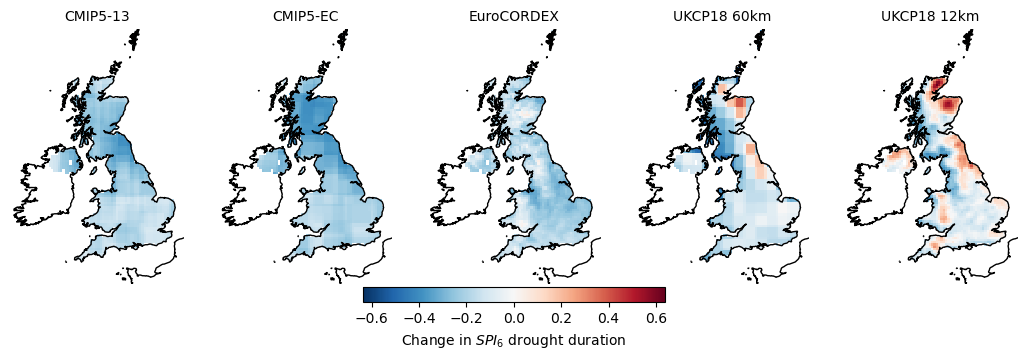 CMIP5-13 CMIP5-EC EuroCORDEX UKCP18 60km UKCP18 12km
−0.6 −0.4 −0.2 0.0 0.2 0.4 0.6
Change in SPI₆ drought duration